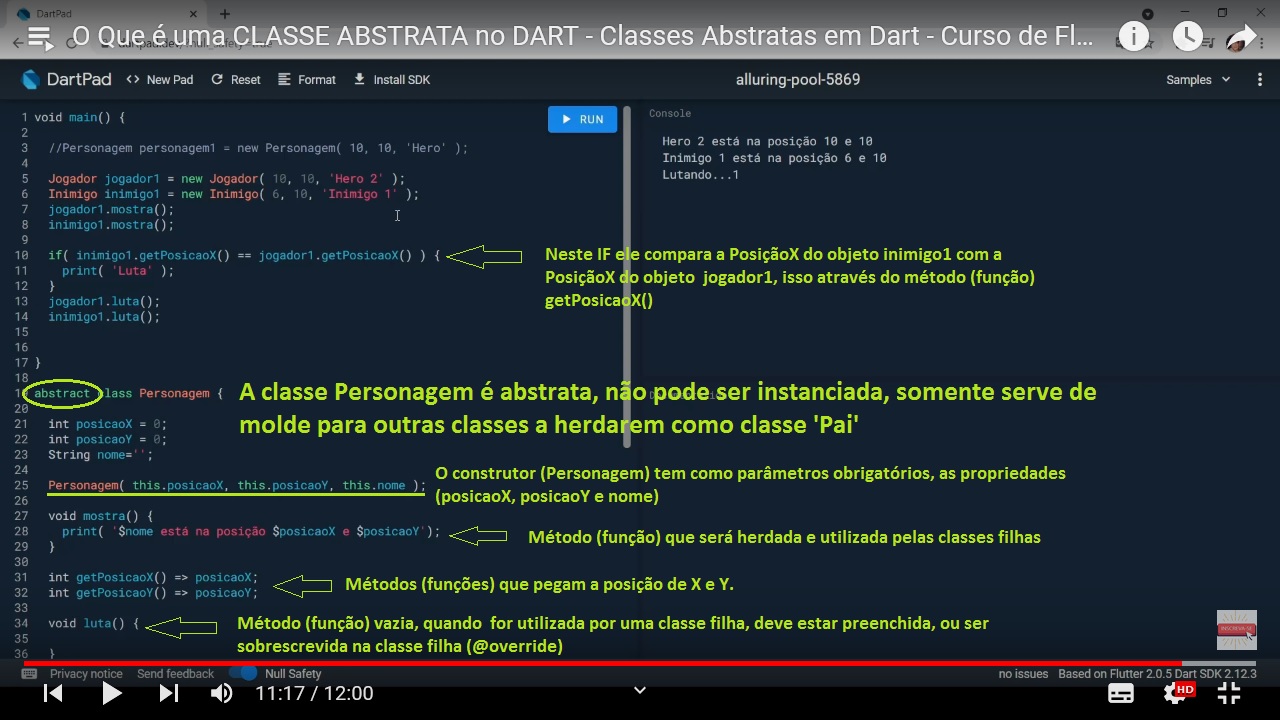 DartPad
O Que é uma CLASSE ABSTRATA no DART - Classes Abstratas em Dart - Curso de Fl...
DartPad <> New Pad Reset Format Install SDK alluring-pool-5869 Samples
1 void main() {
RUN
Console
2
3 //Personagem personagem1 = new Personagem( 10, 10, 'Hero' );
4
5 Jogador jogador1 = new Jogador( 10, 10, 'Hero 2' );
6 Inimigo inimigo1 = new Inimigo( 6, 10, 'Inimigo 1' );
7 jogador1.mostra();
8 inimigo1.mostra();
9
10 if( inimigo1.getPosicaoX() == jogador1.getPosicaoX() ) {
11 print( 'Luta' );
12 }
13 jogador1.luta();
14 inimigo1.luta();
15
16
17 }
18
Hero 2 está na posição 10 e 10
Inimigo 1 está na posição 6 e 10
Lutando...1
Neste IF ele compara a PosiçãoX do objeto inimigo1 com a
PosiçãoX do objeto jogador1, isso através do método (função)
getPosicaoX()
abstract class Personagem {
A classe Personagem é abstrata, não pode ser instanciada, somente serve de
molde para outras classes a herdarem como classe 'Pai'
20
21 int posicaoX = 0;
22 int posicaoY = 0;
23 String nome='';
24
25 Personagem( this.posicaoX, this.posicaoY, this.nome );
O construtor (Personagem) tem como parâmetros obrigatórios, as propriedades
(posicaoX, posicaoY e nome)
26
27 void mostra() {
28 print( '$nome está na posição $posicaoX e $posicaoY');
29 }
Método (função) que será herdada e utilizada pelas classes filhas
30
31 int getPosicaoX() => posicaoX;
32 int getPosicaoY() => posicaoY;
Métodos (funções) que pegam a posição de X e Y.
33
34 void luta() {
35
36 }
Método (função) vazia, quando for utilizada por uma classe filha, deve estar preenchida, ou ser
sobrescrevida na classe filha (@override)
INSCREVA-SE
Privacy notice Send feedback Null Safety no issues Based on Flutter 2.0.5 Dart SDK 2.12.3
11:17 / 12:00
HD